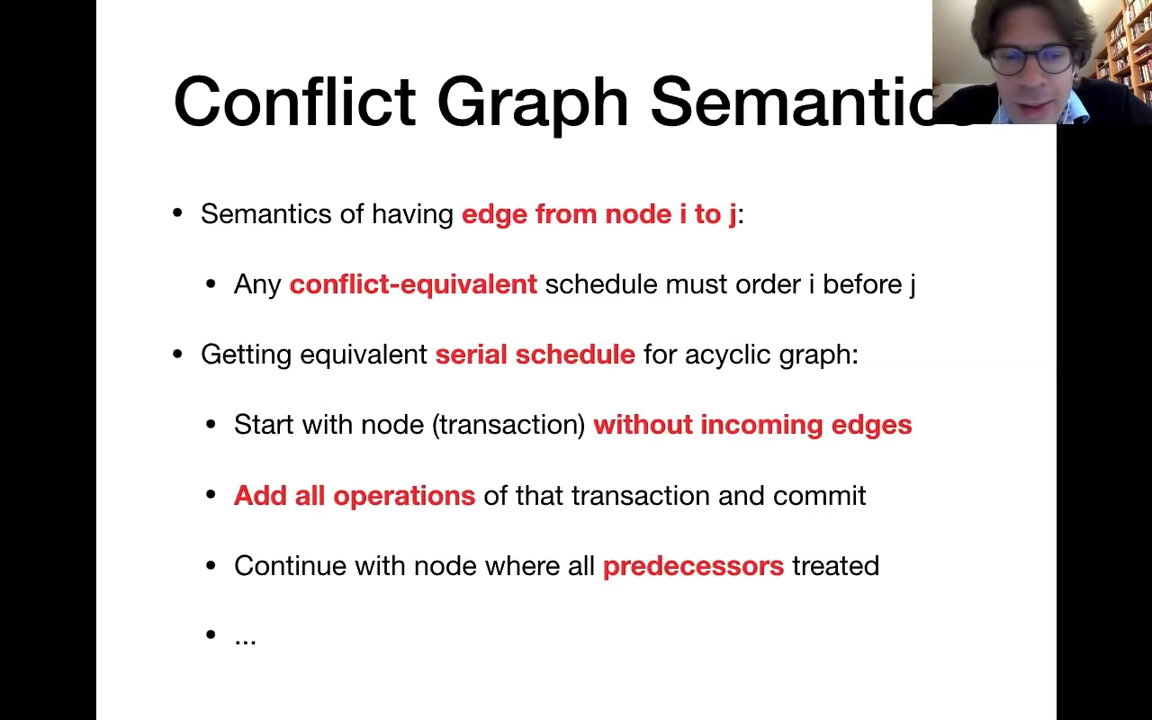 Conflict Graph Semantics
• Semantics of having edge from node i to j:
• Any conflict-equivalent schedule must order i before j
• Getting equivalent serial schedule for acyclic graph:
• Start with node (transaction) without incoming edges
• Add all operations of that transaction and commit
• Continue with node where all predecessors treated
• ...